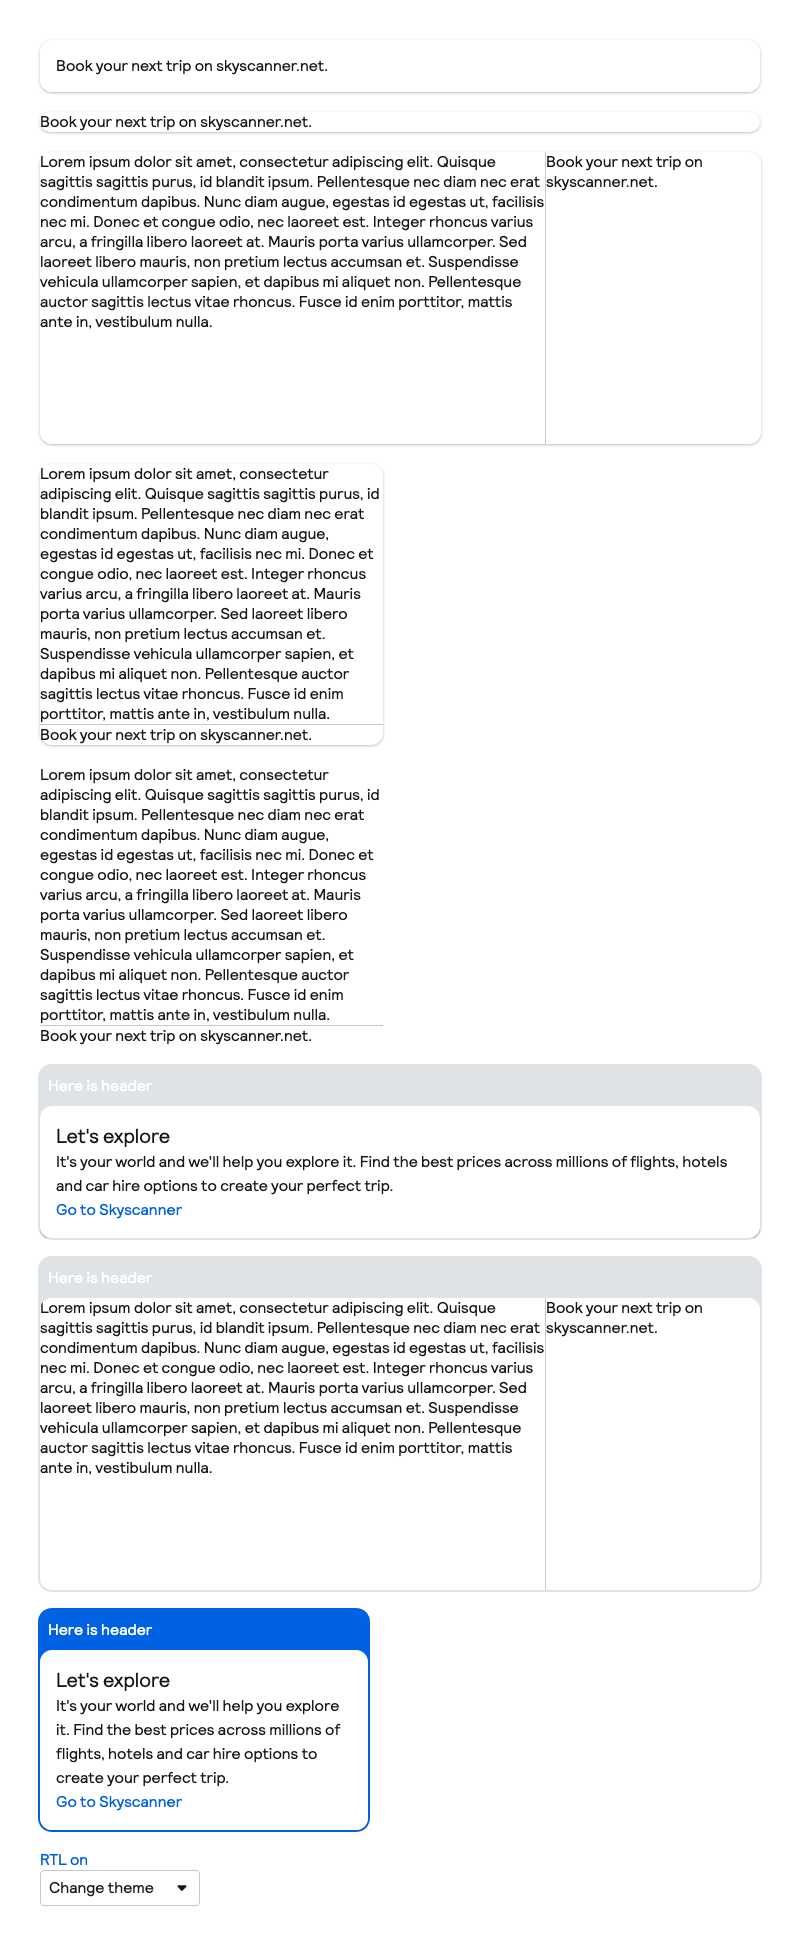 Book your next trip on skyscanner.net.
Book your next trip on skyscanner.net.
Lorem ipsum dolor sit amet, consectetur adipiscing elit. Quisque
sagittis sagittis purus, id blandit ipsum. Pellentesque nec diam nec erat
condimentum dapibus. Nunc diam augue, egestas id egestas ut, facilisis
nec mi. Donec et congue odio, nec laoreet est. Integer rhoncus varius
arcu, a fringilla libero laoreet at. Mauris porta varius ullamcorper. Sed
laoreet libero mauris, non pretium lectus accumsan et. Suspendisse
vehicula ullamcorper sapien, et dapibus mi aliquet non. Pellentesque
auctor sagittis lectus vitae rhoncus. Fusce id enim porttitor, mattis
ante in, vestibulum nulla.
Book your next trip on
skyscanner.net.
Lorem ipsum dolor sit amet, consectetur
adipiscing elit. Quisque sagittis sagittis purus, id
blandit ipsum. Pellentesque nec diam nec erat
condimentum dapibus. Nunc diam augue,
egestas id egestas ut, facilisis nec mi. Donec et
congue odio, nec laoreet est. Integer rhoncus
varius arcu, a fringilla libero laoreet at. Mauris
porta varius ullamcorper. Sed laoreet libero
mauris, non pretium lectus accumsan et.
Suspendisse vehicula ullamcorper sapien, et
dapibus mi aliquet non. Pellentesque auctor
sagittis lectus vitae rhoncus. Fusce id enim
porttitor, mattis ante in, vestibulum nulla.
Book your next trip on skyscanner.net.
Lorem ipsum dolor sit amet, consectetur
adipiscing elit. Quisque sagittis sagittis purus, id
blandit ipsum. Pellentesque nec diam nec erat
condimentum dapibus. Nunc diam augue,
egestas id egestas ut, facilisis nec mi. Donec et
congue odio, nec laoreet est. Integer rhoncus
varius arcu, a fringilla libero laoreet at. Mauris
porta varius ullamcorper. Sed laoreet libero
mauris, non pretium lectus accumsan et.
Suspendisse vehicula ullamcorper sapien, et
dapibus mi aliquet non. Pellentesque auctor
sagittis lectus vitae rhoncus. Fusce id enim
porttitor, mattis ante in, vestibulum nulla.
Book your next trip on skyscanner.net.
Here is header
Let's explore
It's your world and we'll help you explore it. Find the best prices across millions of flights, hotels
and car hire options to create your perfect trip.
Go to Skyscanner
Here is header
Lorem ipsum dolor sit amet, consectetur adipiscing elit. Quisque
sagittis sagittis purus, id blandit ipsum. Pellentesque nec diam nec erat
condimentum dapibus. Nunc diam augue, egestas id egestas ut, facilisis
nec mi. Donec et congue odio, nec laoreet est. Integer rhoncus varius
arcu, a fringilla libero laoreet at. Mauris porta varius ullamcorper. Sed
laoreet libero mauris, non pretium lectus accumsan et. Suspendisse
vehicula ullamcorper sapien, et dapibus mi aliquet non. Pellentesque
auctor sagittis lectus vitae rhoncus. Fusce id enim porttitor, mattis
ante in, vestibulum nulla.
Book your next trip on
skyscanner.net.
Here is header
Let's explore
It's your world and we'll help you explore
it. Find the best prices across millions of
flights, hotels and car hire options to
create your perfect trip.
Go to Skyscanner
RTL on
Change theme